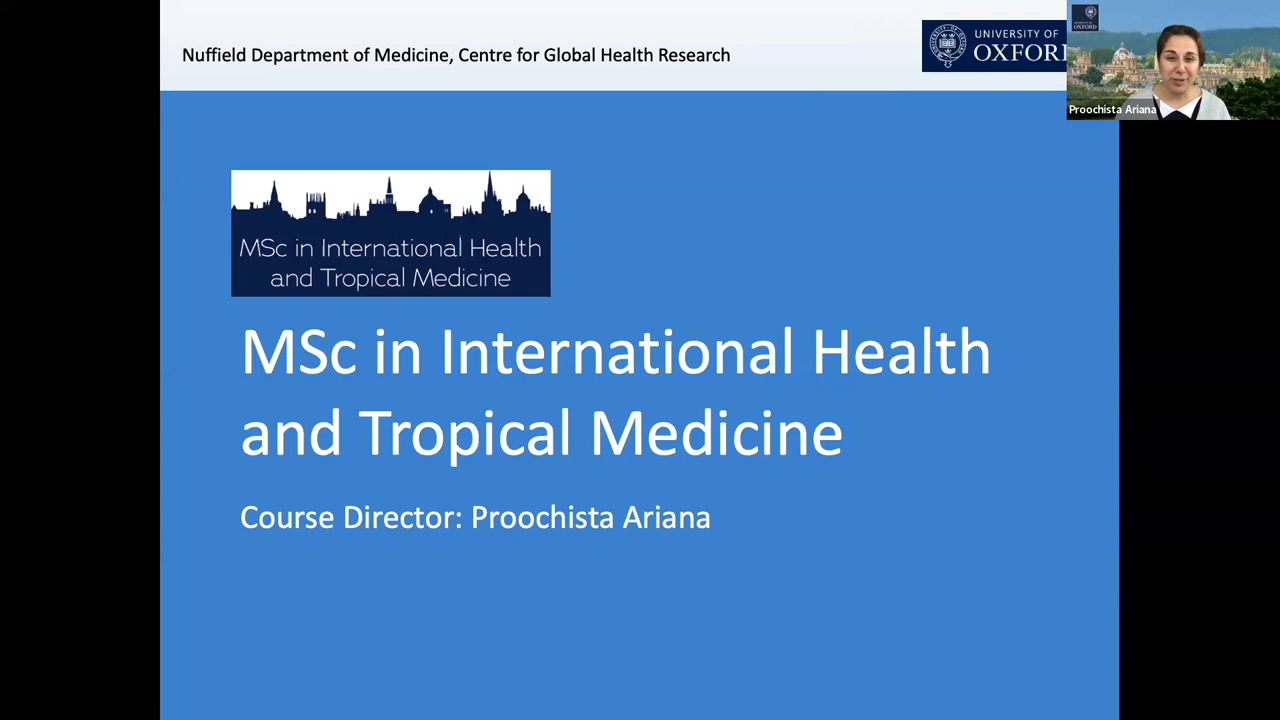 Nuffield Department of Medicine, Centre for Global Health Research
UNIVERSITY OF
OXFORD
OXFORD
Proochista Ariana
MSc in International Health
and Tropical Medicine
MSc in International Health
and Tropical Medicine
Course Director: Proochista Ariana